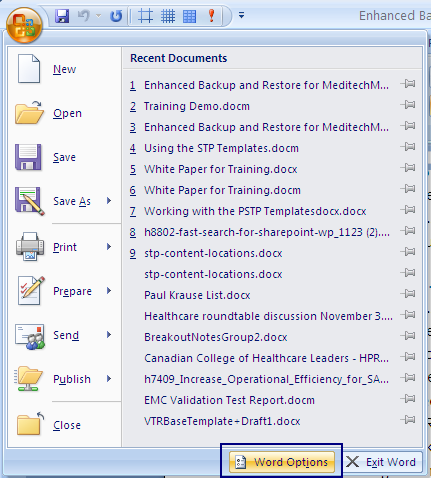 Enhanced Ba
New
Open
Save
Save As
Print
Prepare
Send
Publish
Close
Recent Documents
1 Enhanced Backup and Restore for MeditechM...
2 Training Demo.docm
3 Enhanced Backup and Restore for MeditechM...
4 Using the STP Templates.docm
5 White Paper for Training.docx
6 White Paper for Training.docm
7 Working with the PSTP Templatesdocx.docx
8 h8802-fast-search-for-sharepoint-wp_1123 (2)....
9 stp-content-locations.docx
stp-content-locations.docx
Paul Krause List.docx
Healthcare roundtable discussion November 3....
BreakoutNotesGroup2.docx
Canadian College of Healthcare Leaders - HPR...
h7409_Increase_Operational_Efficiency_for_SA...
EMC Validation Test Report.docm
VTRBaseTemplate+Draft1.docx
Word Options
Exit Word